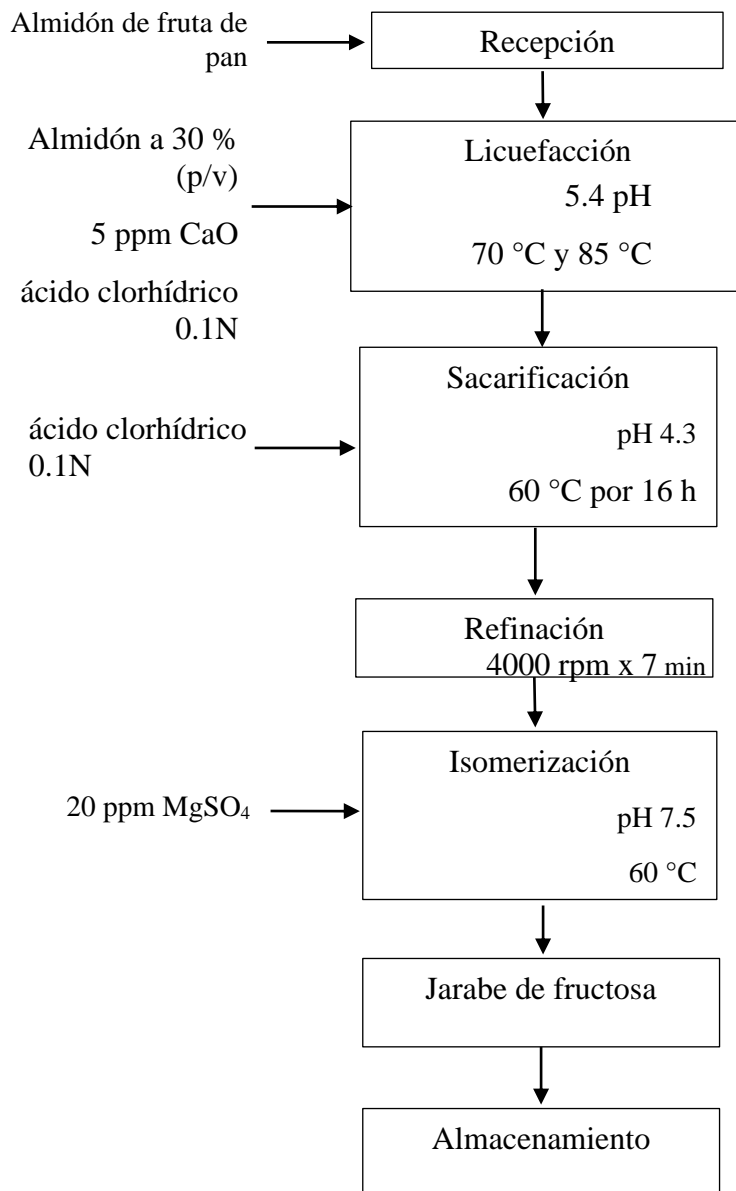 Almidón de fruta de
pan
Recepción
Almidón a 30 %
(p/v)
5 ppm CaO
ácido clorhídrico
0.1N
Licuefacción
5.4 pH
70 °C y 85 °C
ácido clorhídrico
0.1N
Sacarificación
pH 4.3
60 °C por 16 h
Refinación
4000 rpm x 7 min
20 ppm MgSO₄
Isomerización
pH 7.5
60 °C
Jarabe de fructosa
Almacenamiento